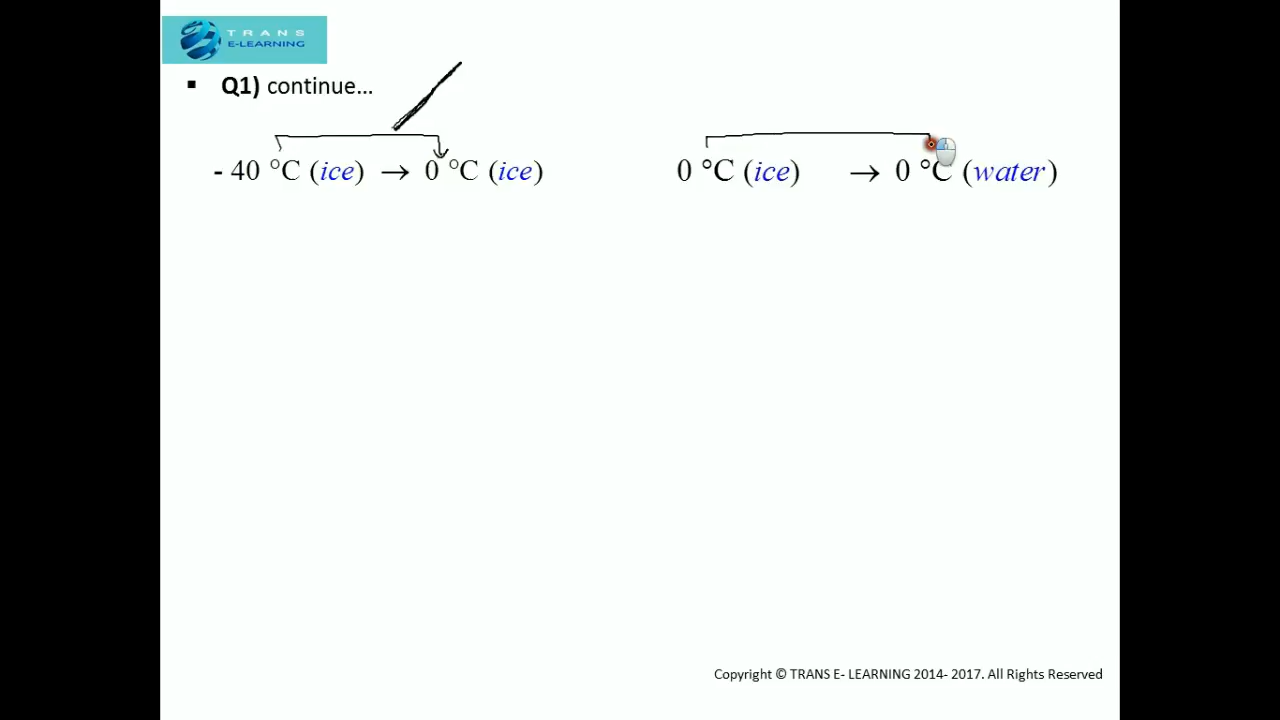 TRANS
E-LEARNING
▪ Q1) continue...
- 40 °C (ice) → 0 °C (ice)
0 °C (ice) → 0 °C (water)
Copyright © TRANS E- LEARNING 2014- 2017. All Rights Reserved